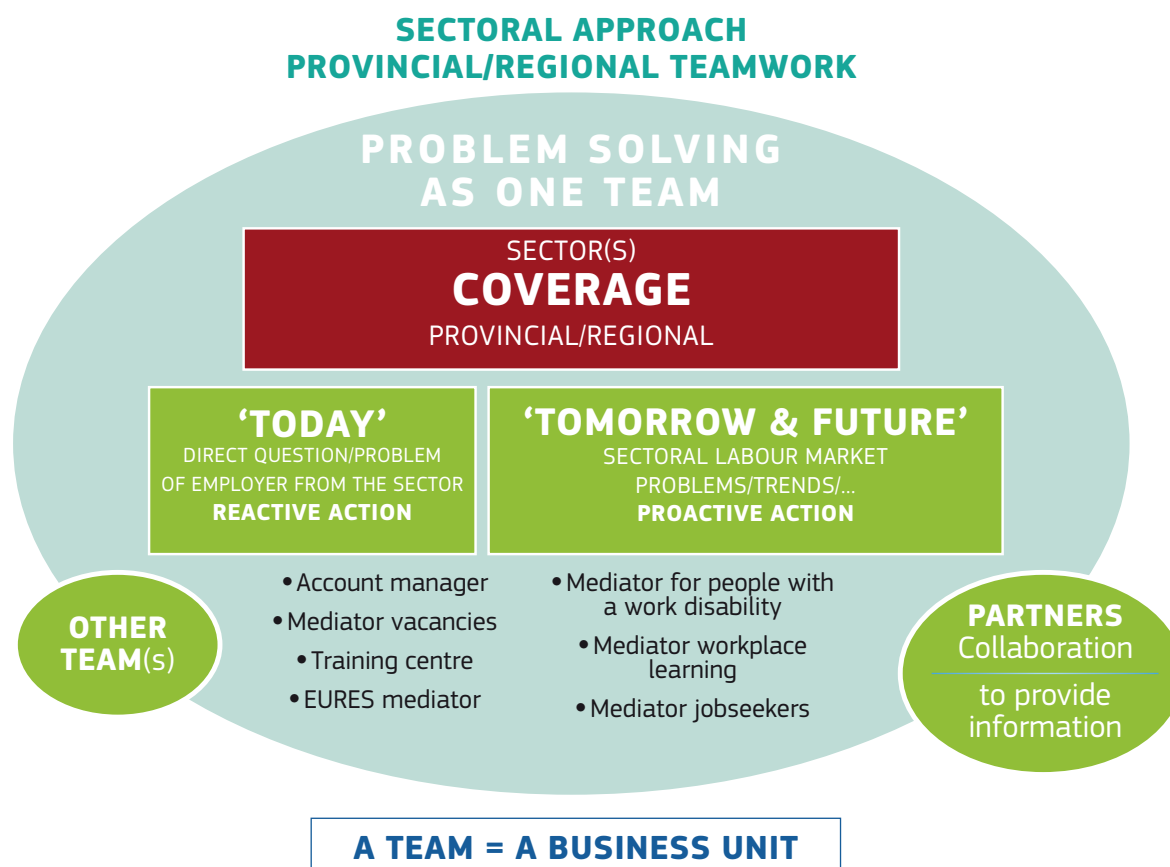 SECTORAL APPROACH
PROVINCIAL/REGIONAL TEAMWORK
PROBLEM SOLVING
AS ONE TEAM
SECTOR(S)
COVERAGE
PROVINCIAL/REGIONAL
‘TODAY’
DIRECT QUESTION/PROBLEM
OF EMPLOYER FROM THE SECTOR
REACTIVE ACTION
‘TOMORROW & FUTURE’
SECTORAL LABOUR MARKET
PROBLEMS/TRENDS/...
PROACTIVE ACTION
• Account manager
• Mediator vacancies
• Training centre
• EURES mediator
• Mediator for people with
a work disability
• Mediator workplace
learning
• Mediator jobseekers
OTHER
TEAM(s)
PARTNERS
Collaboration
to provide
information
A TEAM = A BUSINESS UNIT